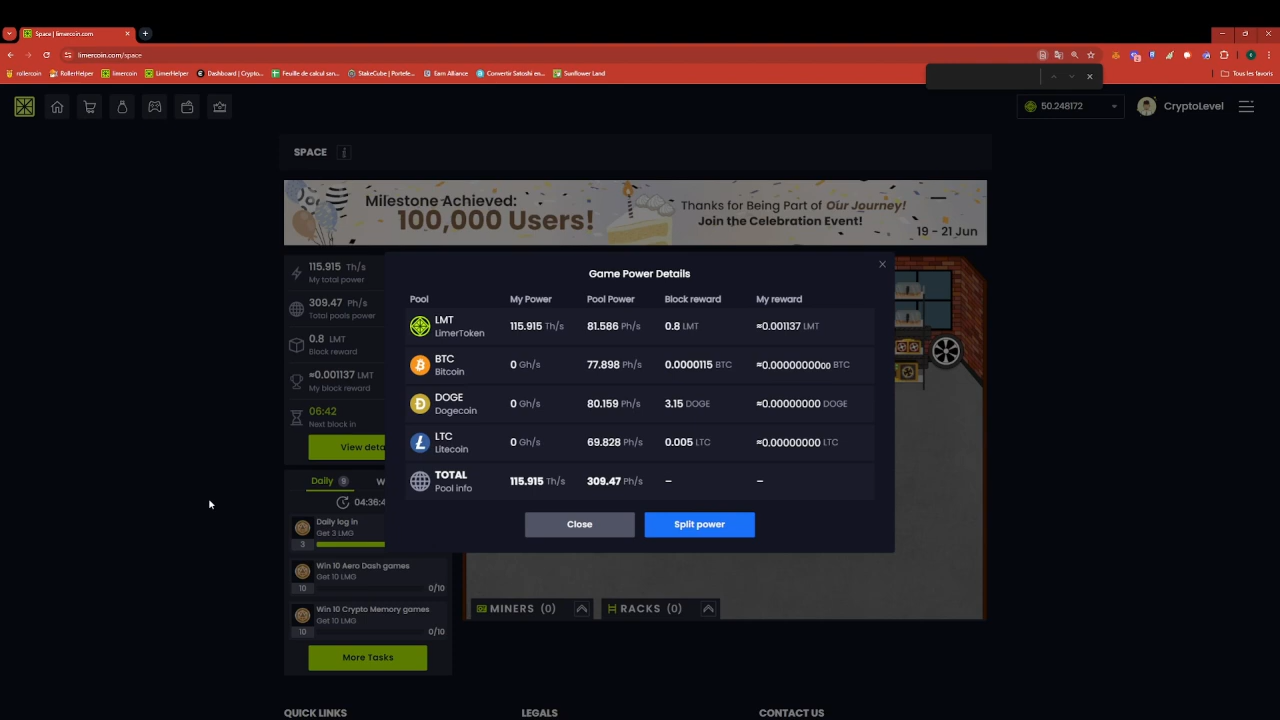 Space | limercoin.com
limercoin.com/space
rollercoin
RollerHelper
limercoin
LimerHelper
Dashboard | Crypto...
Feuille de calcul san...
StakeCube | Portele...
Earn Alliance
Convertir Satoshi en...
Sunflower Land
Tous les favoris
50.248172
CryptoLevel
SPACE
Milestone Achieved:
100,000 Users!
Thanks for Being Part of Our Journey!
Join the Celebration Event!
19 - 21 Jun
115.915 Th/s
My total power
309.47 Ph/s
Total pools power
0.8 LMT
Block reward
≈0.001137 LMT
My block reward
06:42
Next block in
View deta
Daily 9 W
04:36:4
Daily log in
Get 3 LMG
3
Win 10 Aero Dash games
Get 10 LMG
10 0/10
Win 10 Crypto Memory games
Get 10 LMG
10 0/10
More Tasks
Game Power Details
Pool My Power Pool Power Block reward My reward
LMT
LimerToken
115.915 Th/s 81.586 Ph/s 0.8 LMT ≈0.001137 LMT
BTC
Bitcoin
0 Gh/s 77.898 Ph/s 0.0000115 BTC ≈0.0000000000 BTC
DOGE
Dogecoin
0 Gh/s 80.159 Ph/s 3.15 DOGE ≈0.00000000 DOGE
LTC
Litecoin
0 Gh/s 69.828 Ph/s 0.005 LTC ≈0.00000000 LTC
TOTAL
Pool info
115.915 Th/s 309.47 Ph/s – –
Close
Split power
MINERS (0)
RACKS (0)
QUICK LINKS
LEGALS
CONTACT US